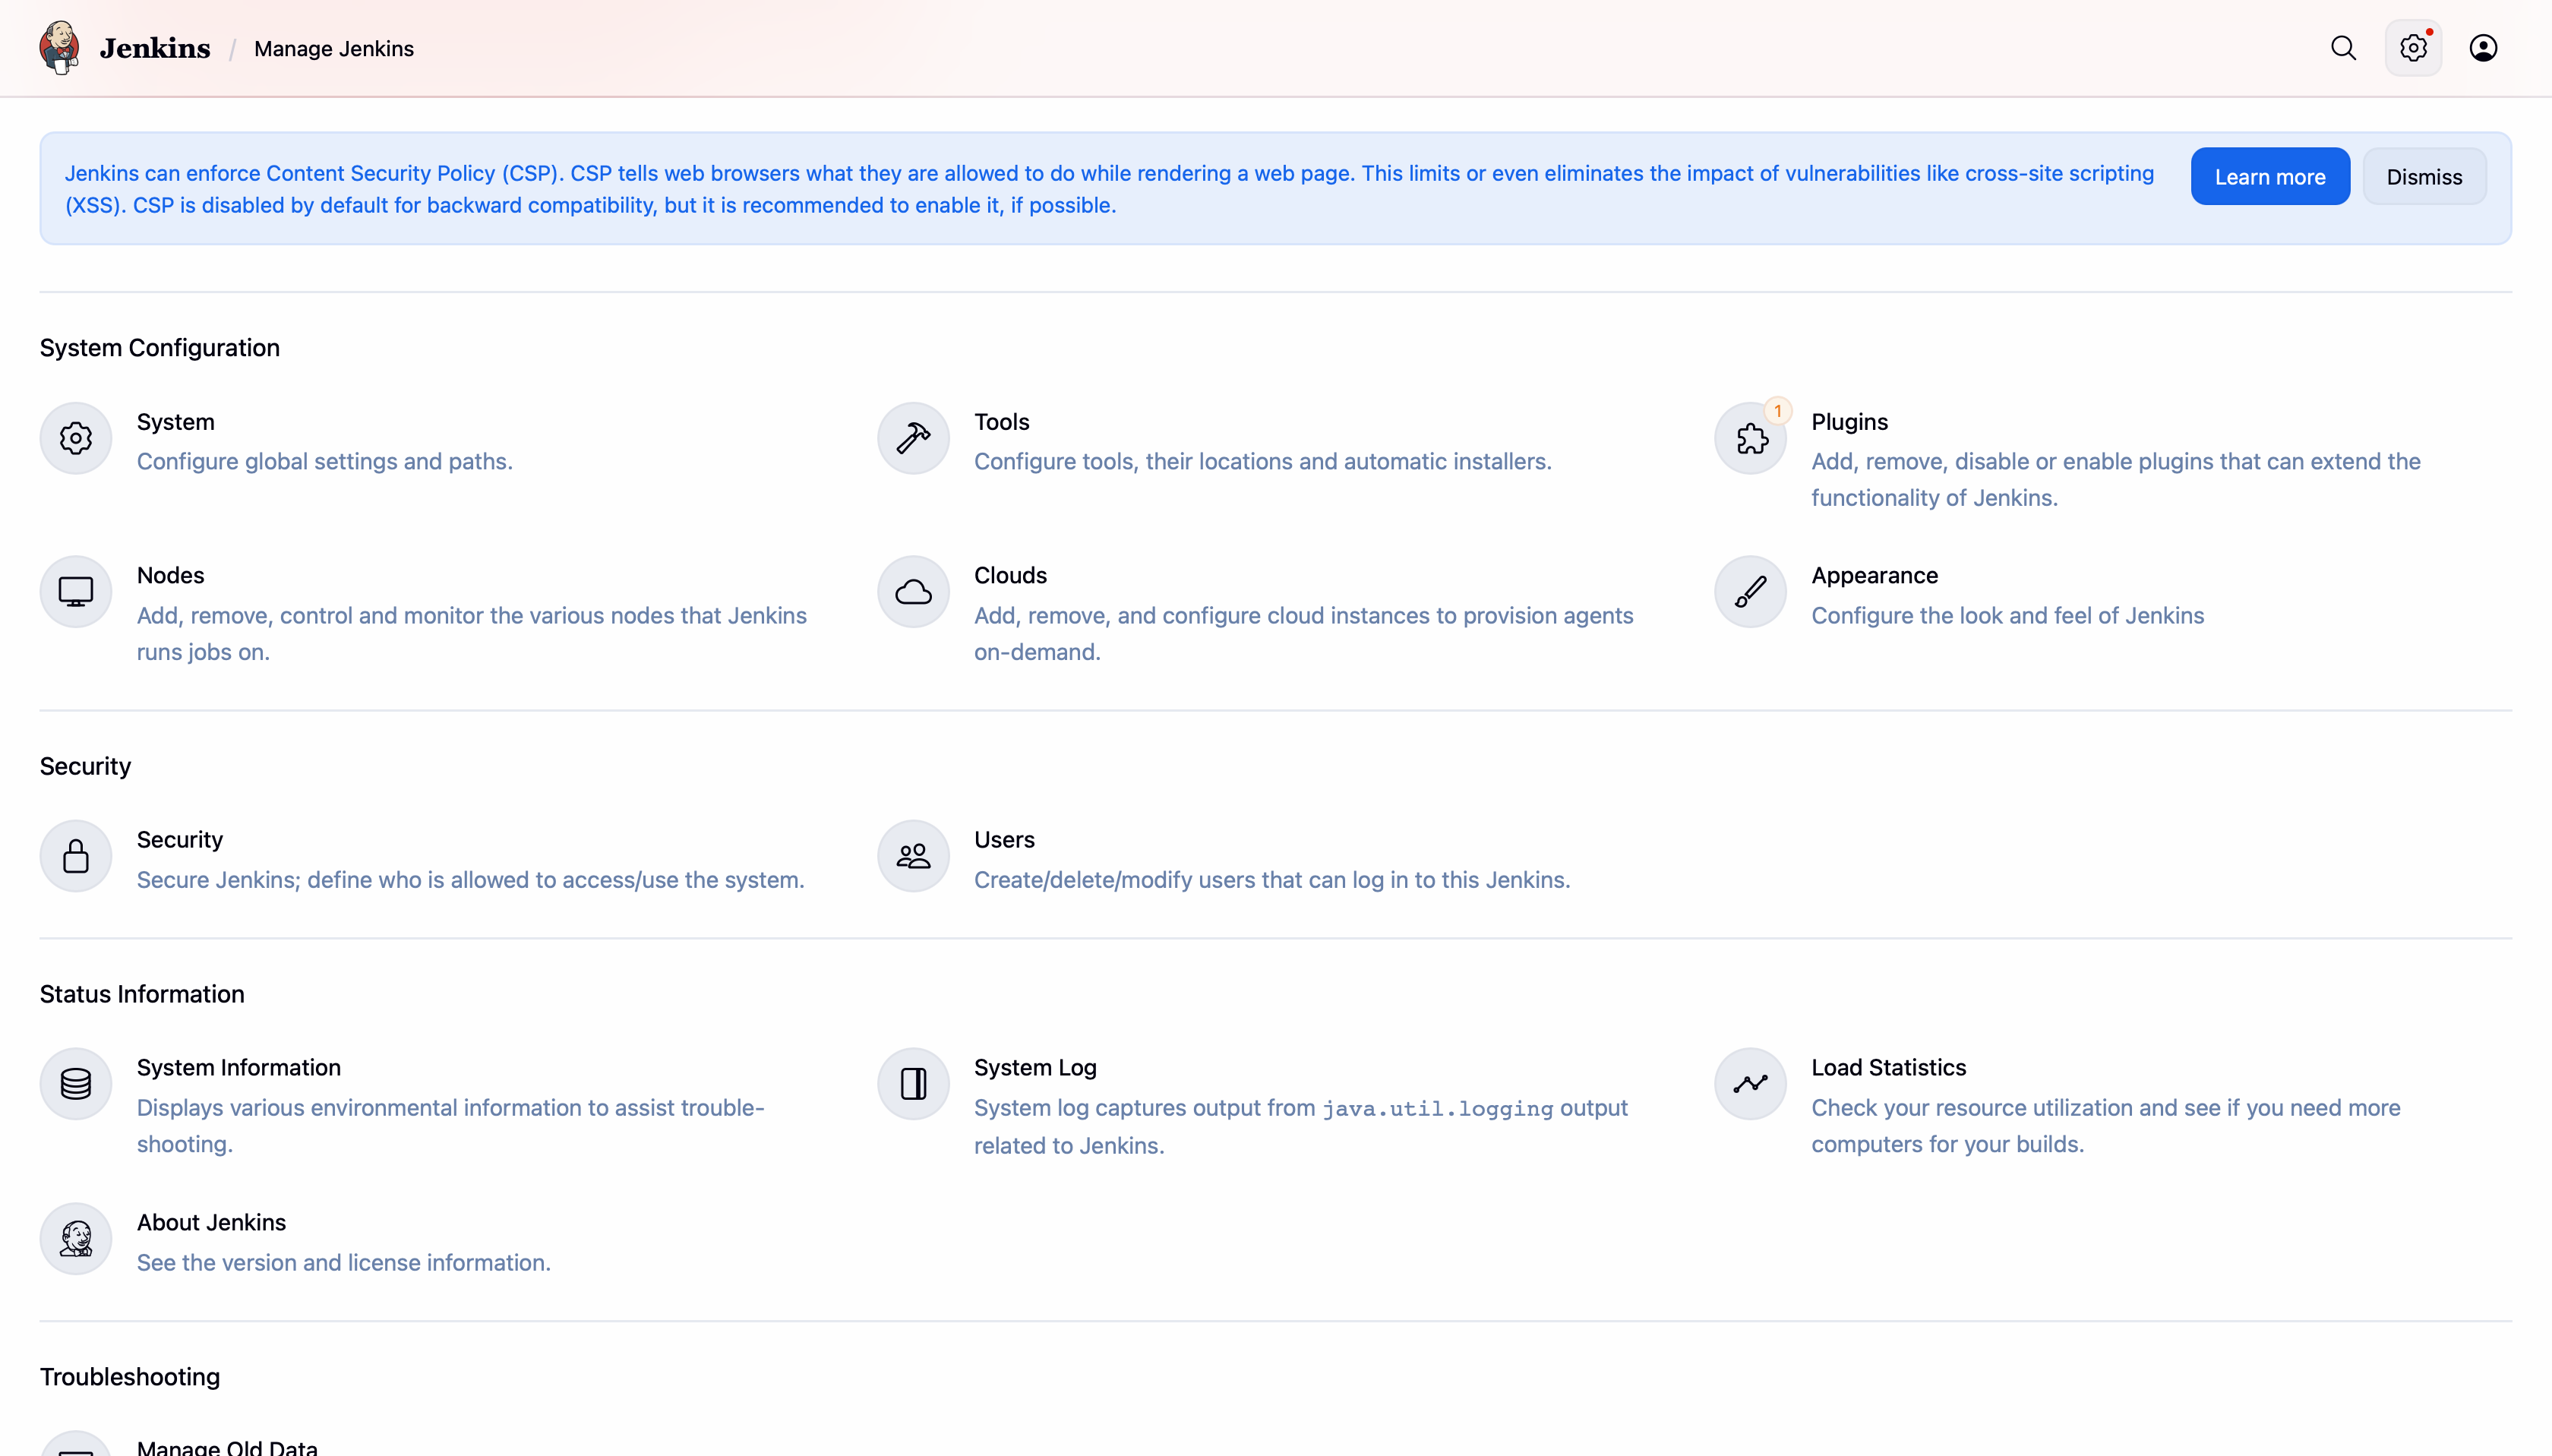 Jenkins / Manage Jenkins
Jenkins can enforce Content Security Policy (CSP). CSP tells web browsers what they are allowed to do while rendering a web page. This limits or even eliminates the impact of vulnerabilities like cross-site scripting
(XSS). CSP is disabled by default for backward compatibility, but it is recommended to enable it, if possible.
Learn more
Dismiss
System Configuration
System
Configure global settings and paths.
Tools
Configure tools, their locations and automatic installers.
1
Plugins
Add, remove, disable or enable plugins that can extend the
functionality of Jenkins.
Nodes
Add, remove, control and monitor the various nodes that Jenkins
runs jobs on.
Clouds
Add, remove, and configure cloud instances to provision agents
on-demand.
Appearance
Configure the look and feel of Jenkins
Security
Security
Secure Jenkins; define who is allowed to access/use the system.
Users
Create/delete/modify users that can log in to this Jenkins.
Status Information
System Information
Displays various environmental information to assist trouble-
shooting.
System Log
System log captures output from java.util.logging output
related to Jenkins.
Load Statistics
Check your resource utilization and see if you need more
computers for your builds.
About Jenkins
See the version and license information.
Troubleshooting
Manage Old Data